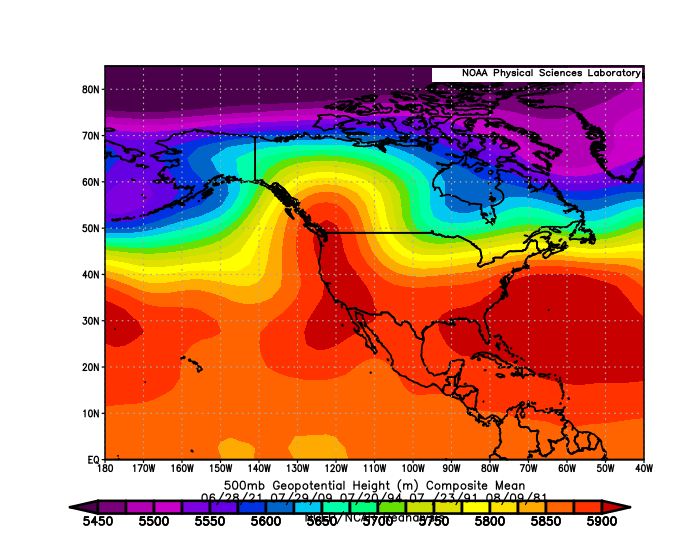 NOAA Physical Sciences Laboratory
80N
70N
60N
50N
40N
30N
20N
10N
EQ
180 170W 160W 150W 140W 130W 120W 110W 100W 90W 80W 70W 60W 50W 40W
500mb Geopotential Height (m) Composite Mean
06/28/21 07/29/09 07/20/94 07 /23/91 08/09/81
NCEP/NCAR Reanalysis
5450 5500 5550 5600 5650 5700 5750 5800 5850 5900